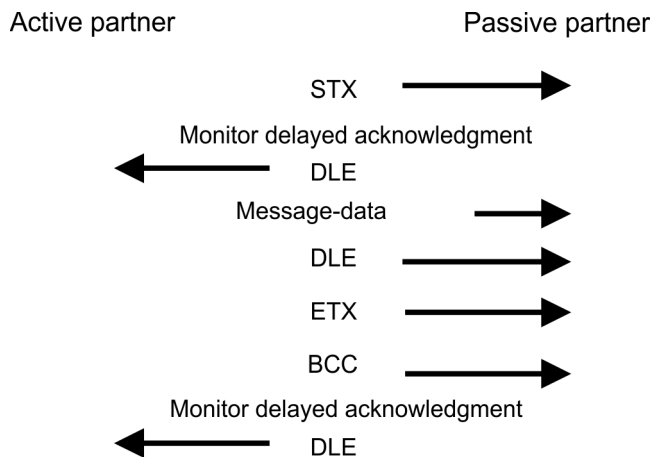 Active partner Passive partner
STX
Monitor delayed acknowledgment
DLE
Message-data
DLE
ETX
BCC
Monitor delayed acknowledgment
DLE